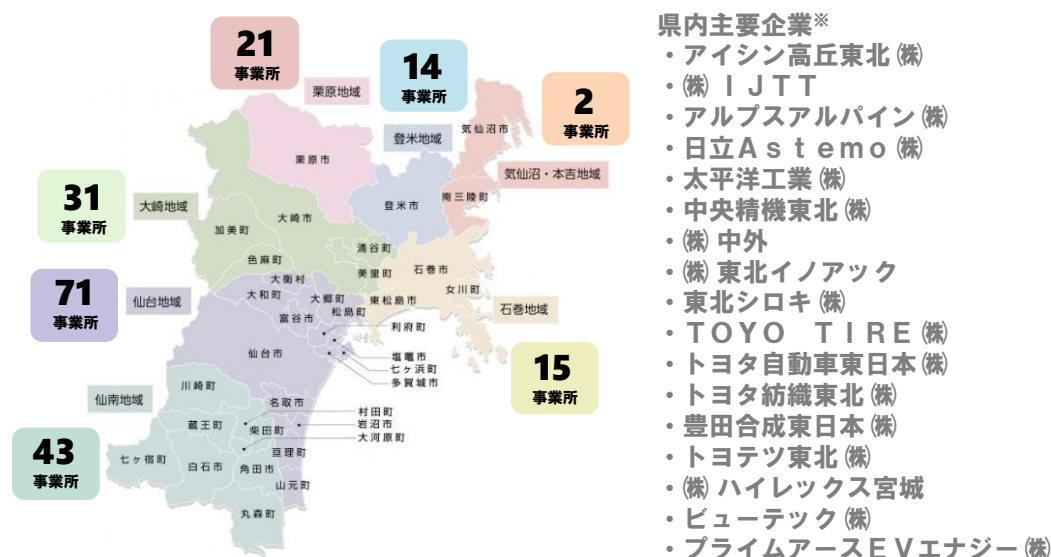 21
事業所
栗原地域
14
事業所
登米地域
2
事業所
気仙沼市
気仙沼・本吉地域
南三陸町
栗原市
登米市
31
事業所
大崎地域
大崎市
加美町
色麻町
涌谷町
美里町
石巻市
女川町
東松島市
石巻地域
15
事業所
71
事業所
仙台地域
大衡村
大和町
大郷町
松島町
富谷市
利府町
仙台市
塩竈市
七ヶ浜町
多賀城市
川崎町
仙南地域
名取市
村田町
岩沼市
大河原町
蔵王町
柴田町
亘理町
43
事業所
七ヶ宿町
白石市
角田市
山元町
丸森町
県内主要企業※
・アイシン高丘東北㈱
・㈱ＩＪＴＴ
・アルプスアルパイン㈱
・日立Ａｓｔｅｍｏ㈱
・太平洋工業㈱
・中央精機東北㈱
・㈱中外
・㈱東北イノアック
・東北シロキ㈱
・ＴＯＹＯ　ＴＩＲＥ㈱
・トヨタ自動車東日本㈱
・トヨタ紡織東北㈱
・豊田合成東日本㈱
・トヨテツ東北㈱
・㈱ハイレックス宮城
・ビューテック㈱
・プライムアースＥＶエナジー㈱